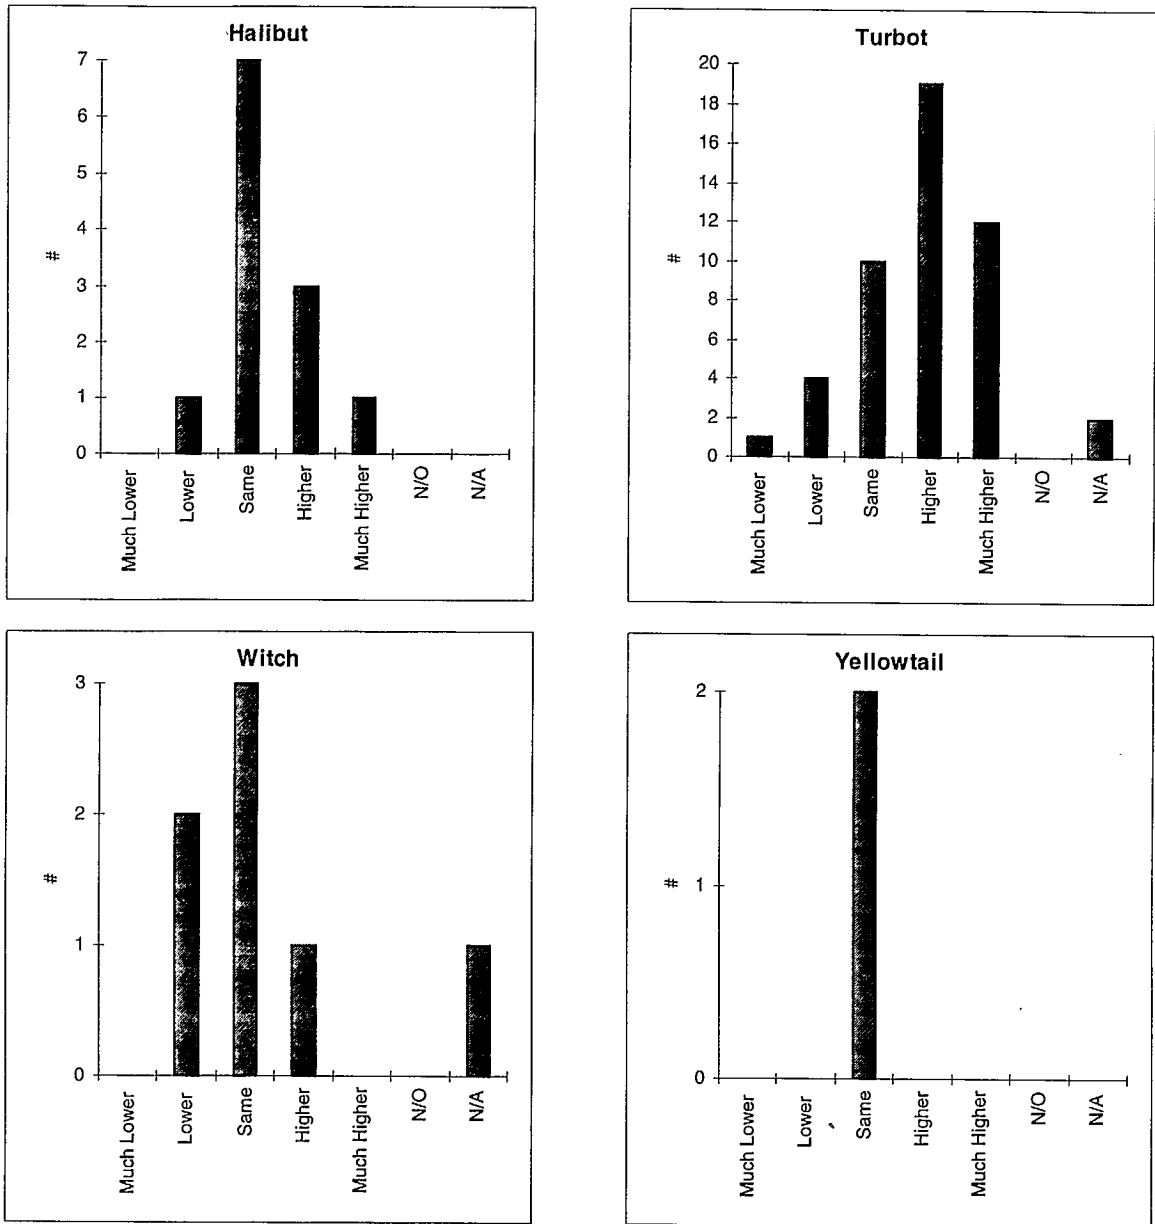 Halibut
7
6
5
4
3
2
1
0
#
Much Lower
Lower
Same
Higher
Much Higher
N/O
N/A
Turbot
20
18
16
14
12
10
8
6
4
2
0
#
Much Lower
Lower
Same
Higher
Much Higher
N/O
N/A
Witch
3
2
1
0
#
Much Lower
Lower
Same
Higher
Much Higher
N/O
N/A
Yellowtail
2
1
0
#
Much Lower
Lower
Same
Higher
Much Higher
N/O
N/A